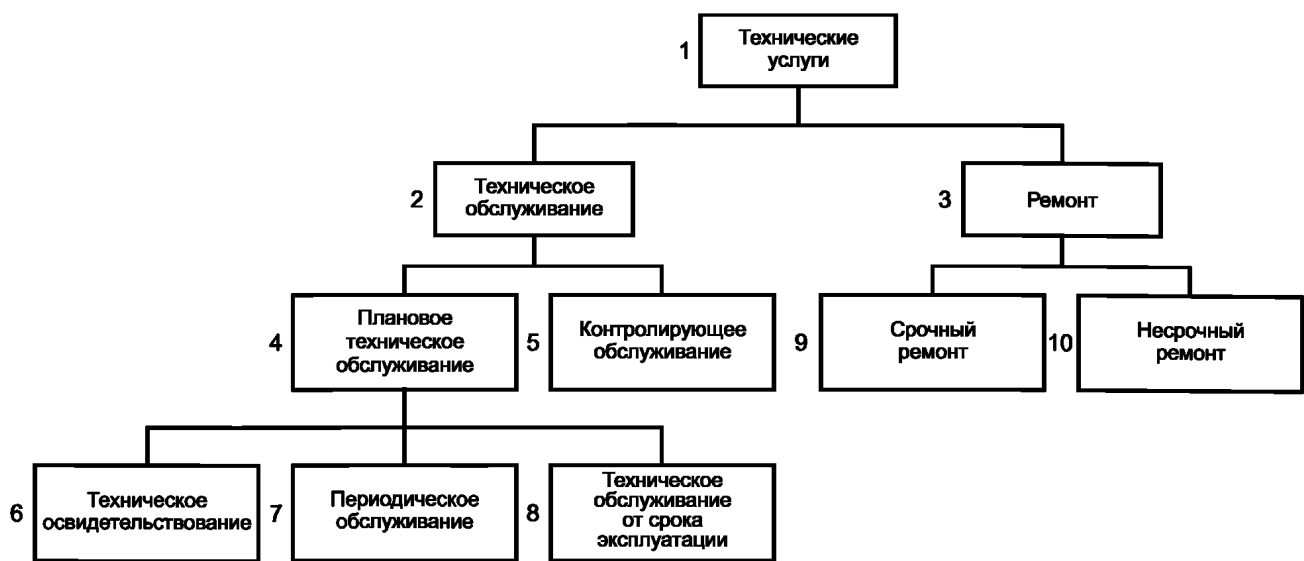 1
Технические
услуги
2
Техническое
обслуживание
3
Ремонт
4
Плановое
техническое
обслуживание
5
Контролирующее
обслуживание
9
Срочный
ремонт
10
Несрочный
ремонт
6
Техническое
освидетельствование
7
Периодическое
обслуживание
8
Техническое
обслуживание
от срока
эксплуатации